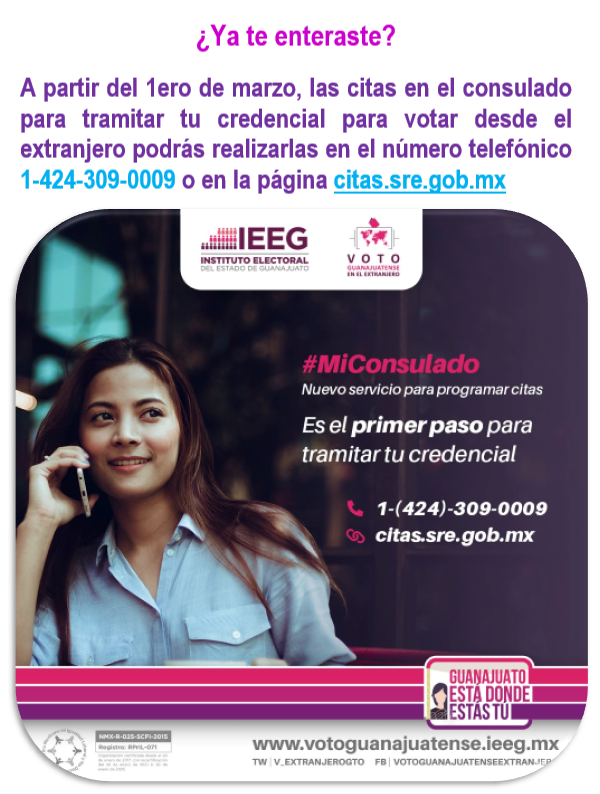 ¿Ya te enteraste?
A partir del 1ero de marzo, las citas en el consulado
para tramitar tu credencial para votar desde el
extranjero podrás realizarlas en el número telefónico
1-424-309-0009 o en la página citas.sre.gob.mx
IEEG
INSTITUTO ELECTORAL
DEL ESTADO DE GUANAJUATO
VOTO
GUANAJUATENSE
EN EL EXTRANJERO
#MiConsulado
Nuevo servicio para programar citas
Es el primer paso para
tramitar tu credencial
1-(424)-309-0009
citas.sre.gob.mx
GUANAJUATO
ESTÁ DONDE
ESTÁS TÚ
NMX-R-025-SCFI-2015
Registro: RPrIL-071
www.votoguanajuatense.ieeg.mx
TW | V_EXTRANJEROGTO FB | VOTOGUANAJUATENSEEXTRANJER